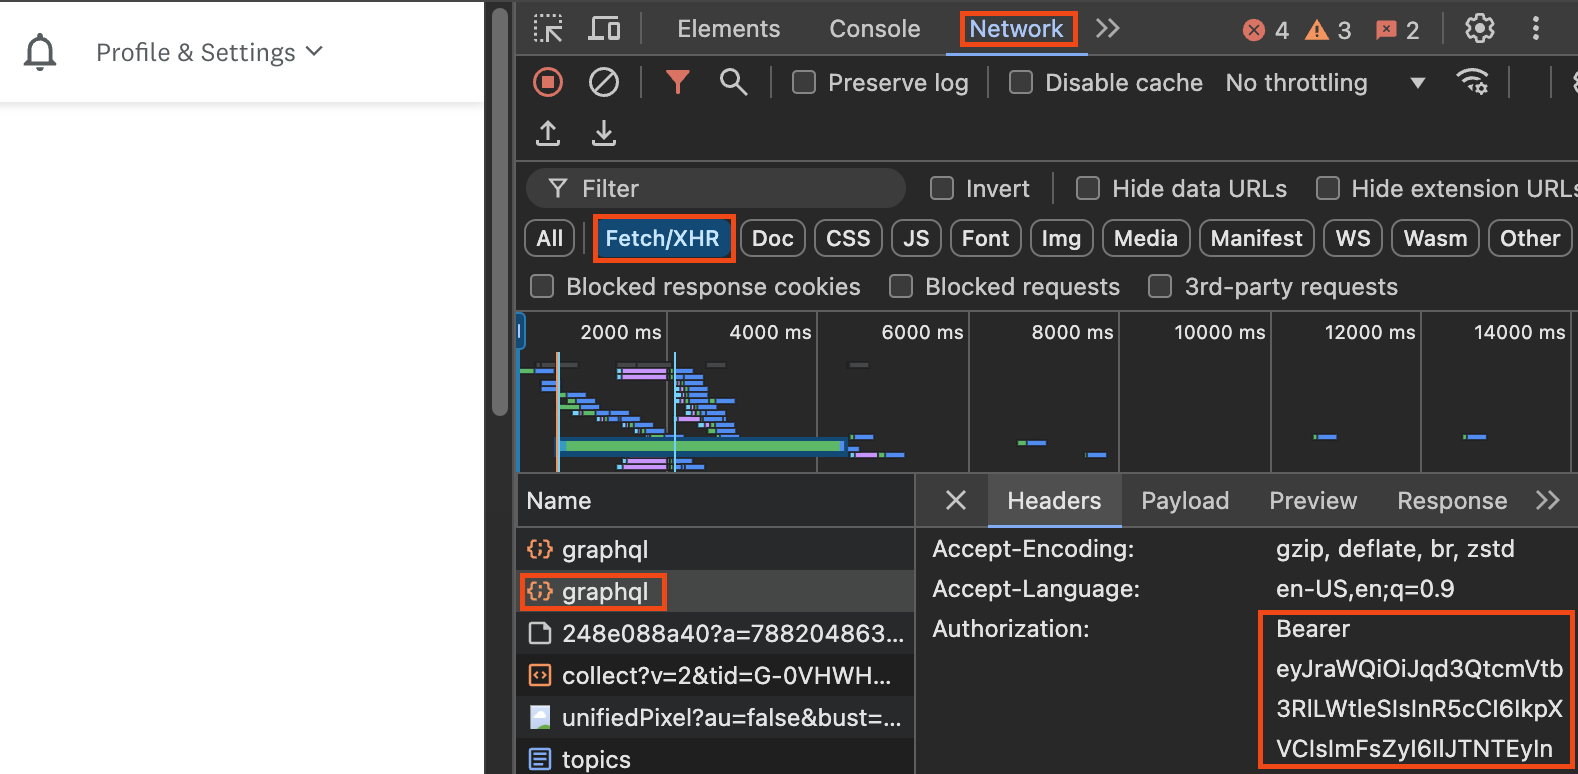 Profile & Settings
Elements Console Network 4 3 2
Preserve log Disable cache No throttling
Filter Invert Hide data URLs Hide extension URLs
All Fetch/XHR Doc CSS JS Font Img Media Manifest WS Wasm Other
Blocked response cookies Blocked requests 3rd-party requests
2000 ms 4000 ms 6000 ms 8000 ms 10000 ms 12000 ms 14000 ms
Name
Headers Payload Preview Response
graphql
graphql
248e088a40?a=788204863...
collect?v=2&tid=G-0VHWH...
unifiedPixel?au=false&bust=...
topics
Accept-Encoding: gzip, deflate, br, zstd
Accept-Language: en-US,en;q=0.9
Authorization: Bearer
eyJraWQiOiJqd3QtcmVtb
3RlLWtleSIsInR5cCI6IkpX
VCIsImFsZyI6IlJTNTEyIn